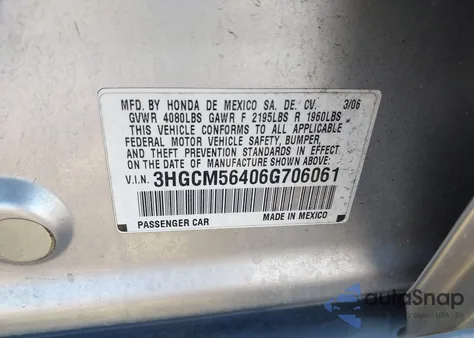 MFD. BY HONDA DE MEXICO SA. DE. CV. 3/06
GVWR 4080LBS GAWR F 2195LBS R 1960LBS
THIS VEHICLE CONFORMS TO ALL APPLICABLE
FEDERAL MOTOR VEHICLE SAFETY, BUMPER,
AND THEFT PREVENTION STANDARDS IN EFFECT
ON THE DATE OF MANUFACTURE SHOWN ABOVE.
V.I.N. 3HGCM56406G706061
PASSENGER CAR MADE IN MEXICO
autaSnap